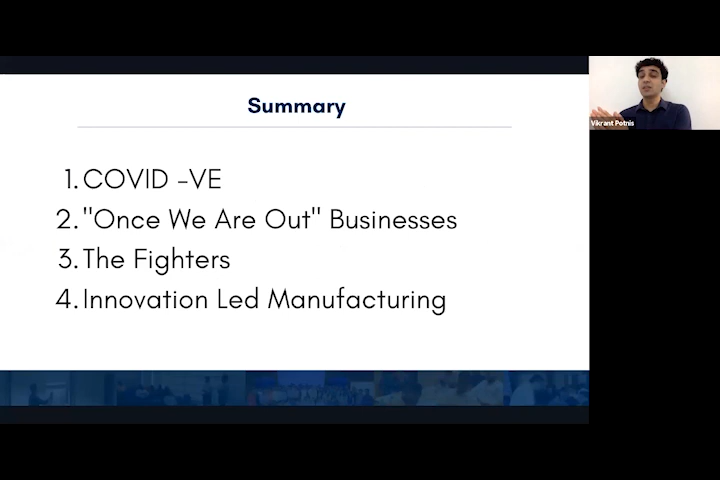 Summary
1. COVID -VE
2. "Once We Are Out" Businesses
3. The Fighters
4. Innovation Led Manufacturing
Vikrant Potnis